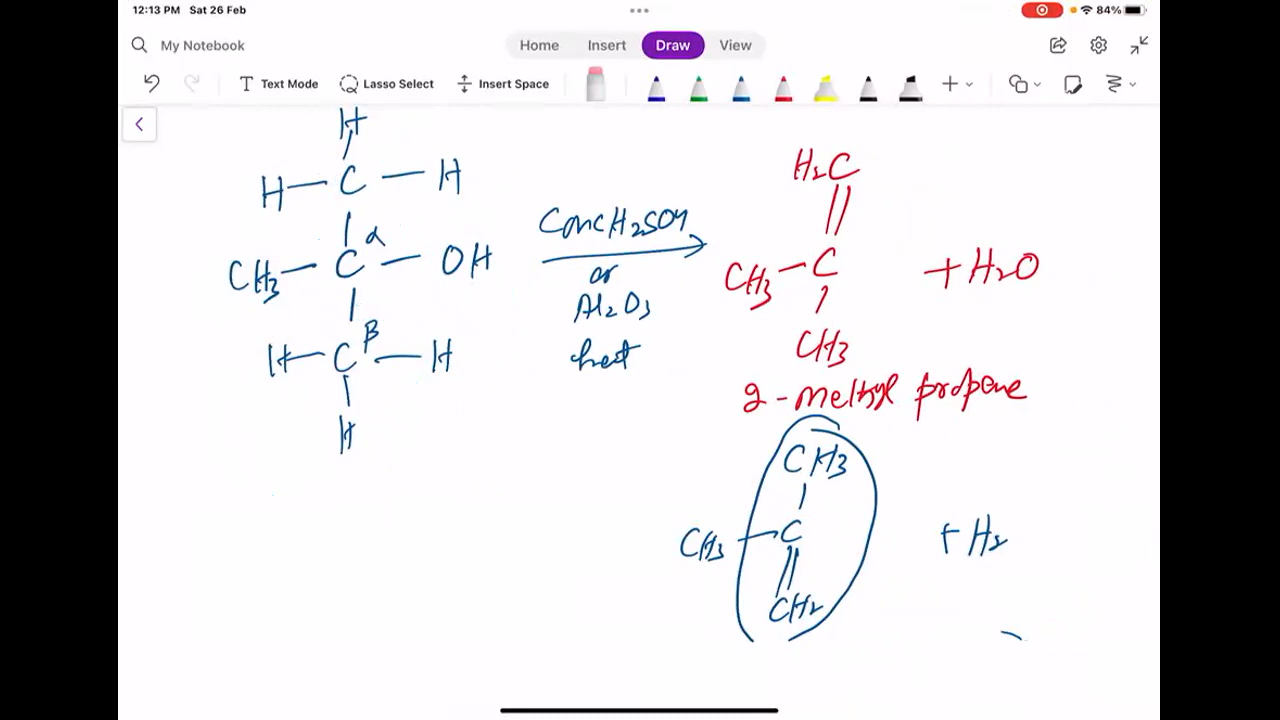 12:13 PM Sat 26 Feb
84%
My Notebook
Home Insert Draw View
Text Mode Lasso Select Insert Space
H
H C H
α
CH3 C OH
β
H C H
H
Conc H2SO4
or
Al2O3
heat
H2C
CH3 C + H2O
CH3
2-methyl propene
CH3
CH3 C + H2
CH2